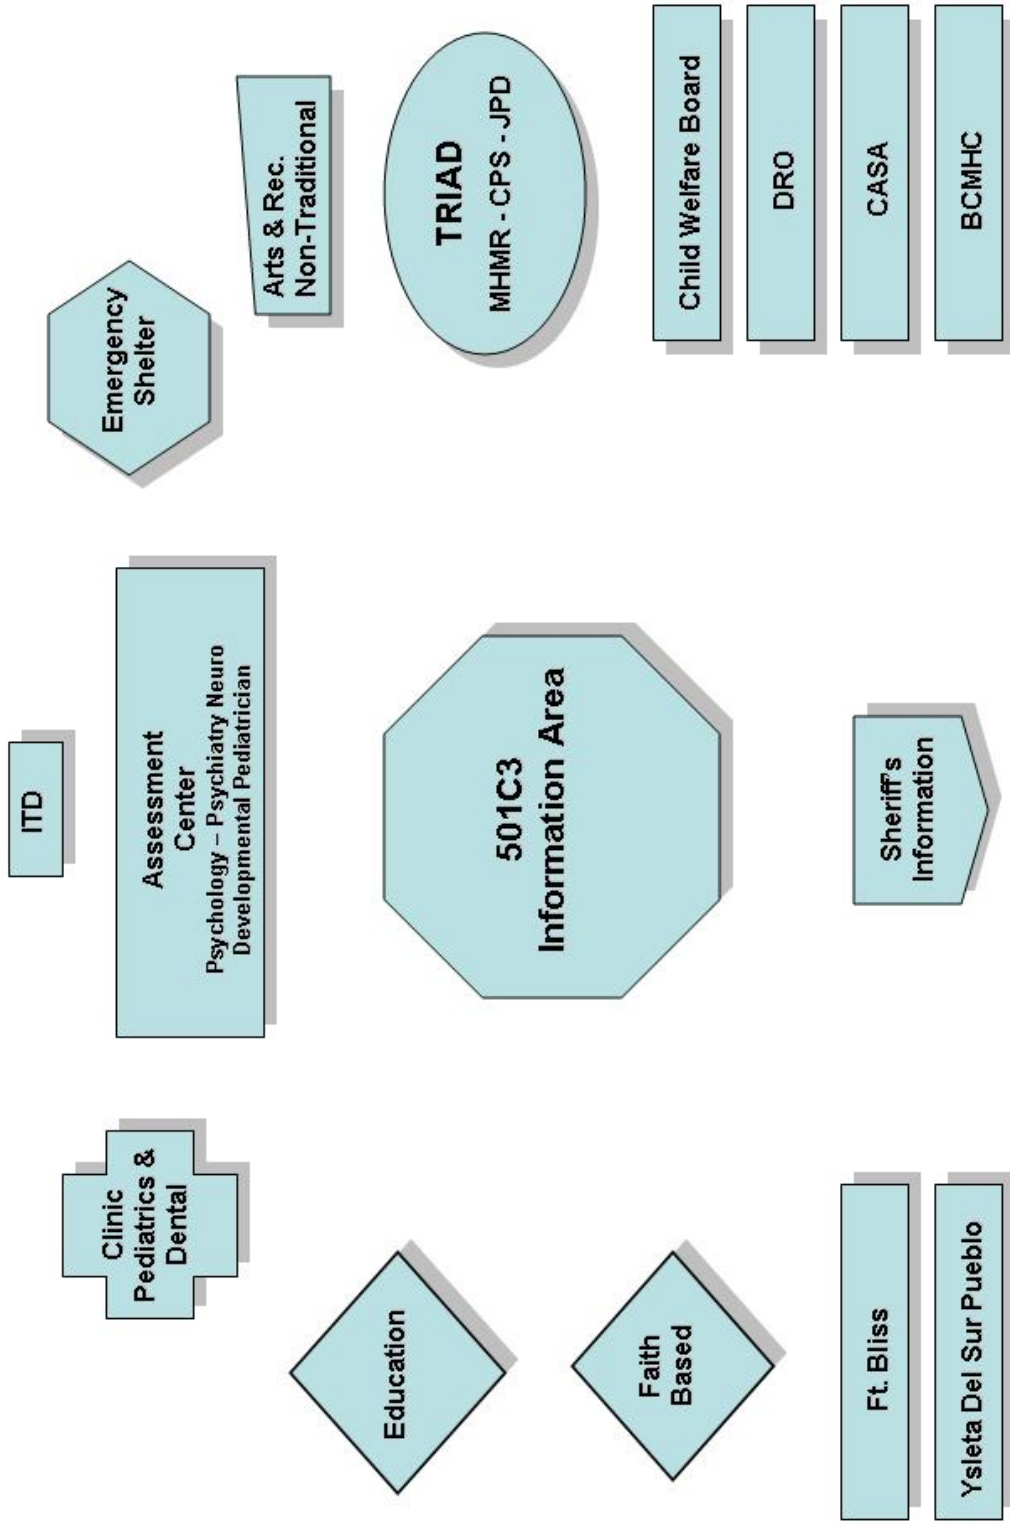 ITD
Clinic
Pediatrics &
Dental
Assessment
Center
Psychology – Psychiatry Neuro
Developmental Pediatrician
Emergency
Shelter
Arts & Rec.
Non-Traditional
Education
501C3
Information Area
TRIAD
MHMR - CPS - JPD
Faith
Based
Child Welfare Board
DRO
Ft. Bliss
Sheriff's
Information
CASA
Ysleta Del Sur Pueblo
BCMHC